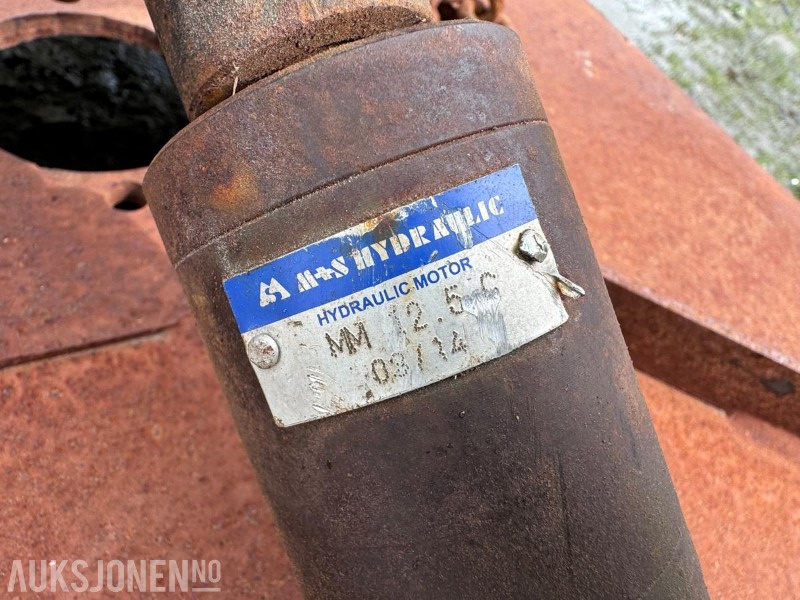 M+S HYDRAULIC
HYDRAULIC MOTOR
MM 12.5 C
03/14
AUKSJONEN.NO